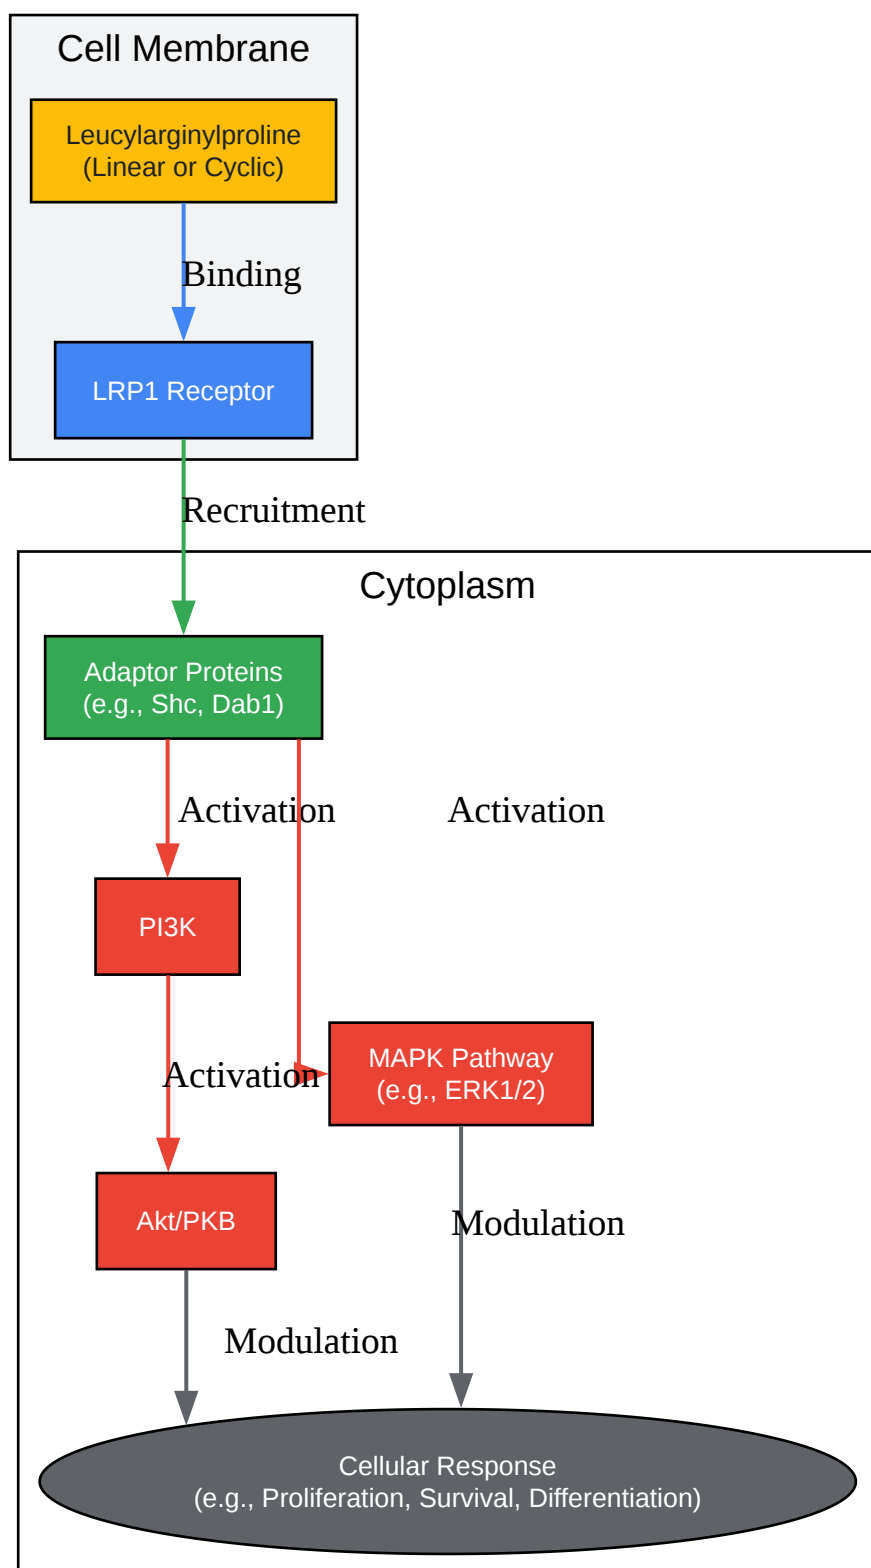 Cell Membrane
Leucylarginylproline
(Linear or Cyclic)
Binding
LRP1 Receptor
Recruitment
Cytoplasm
Adaptor Proteins
(e.g., Shc, Dab1)
Activation
Activation
PI3K
MAPK Pathway
(e.g., ERK1/2)
Activation
Akt/PKB
Modulation
Modulation
Cellular Response
(e.g., Proliferation, Survival, Differentiation)